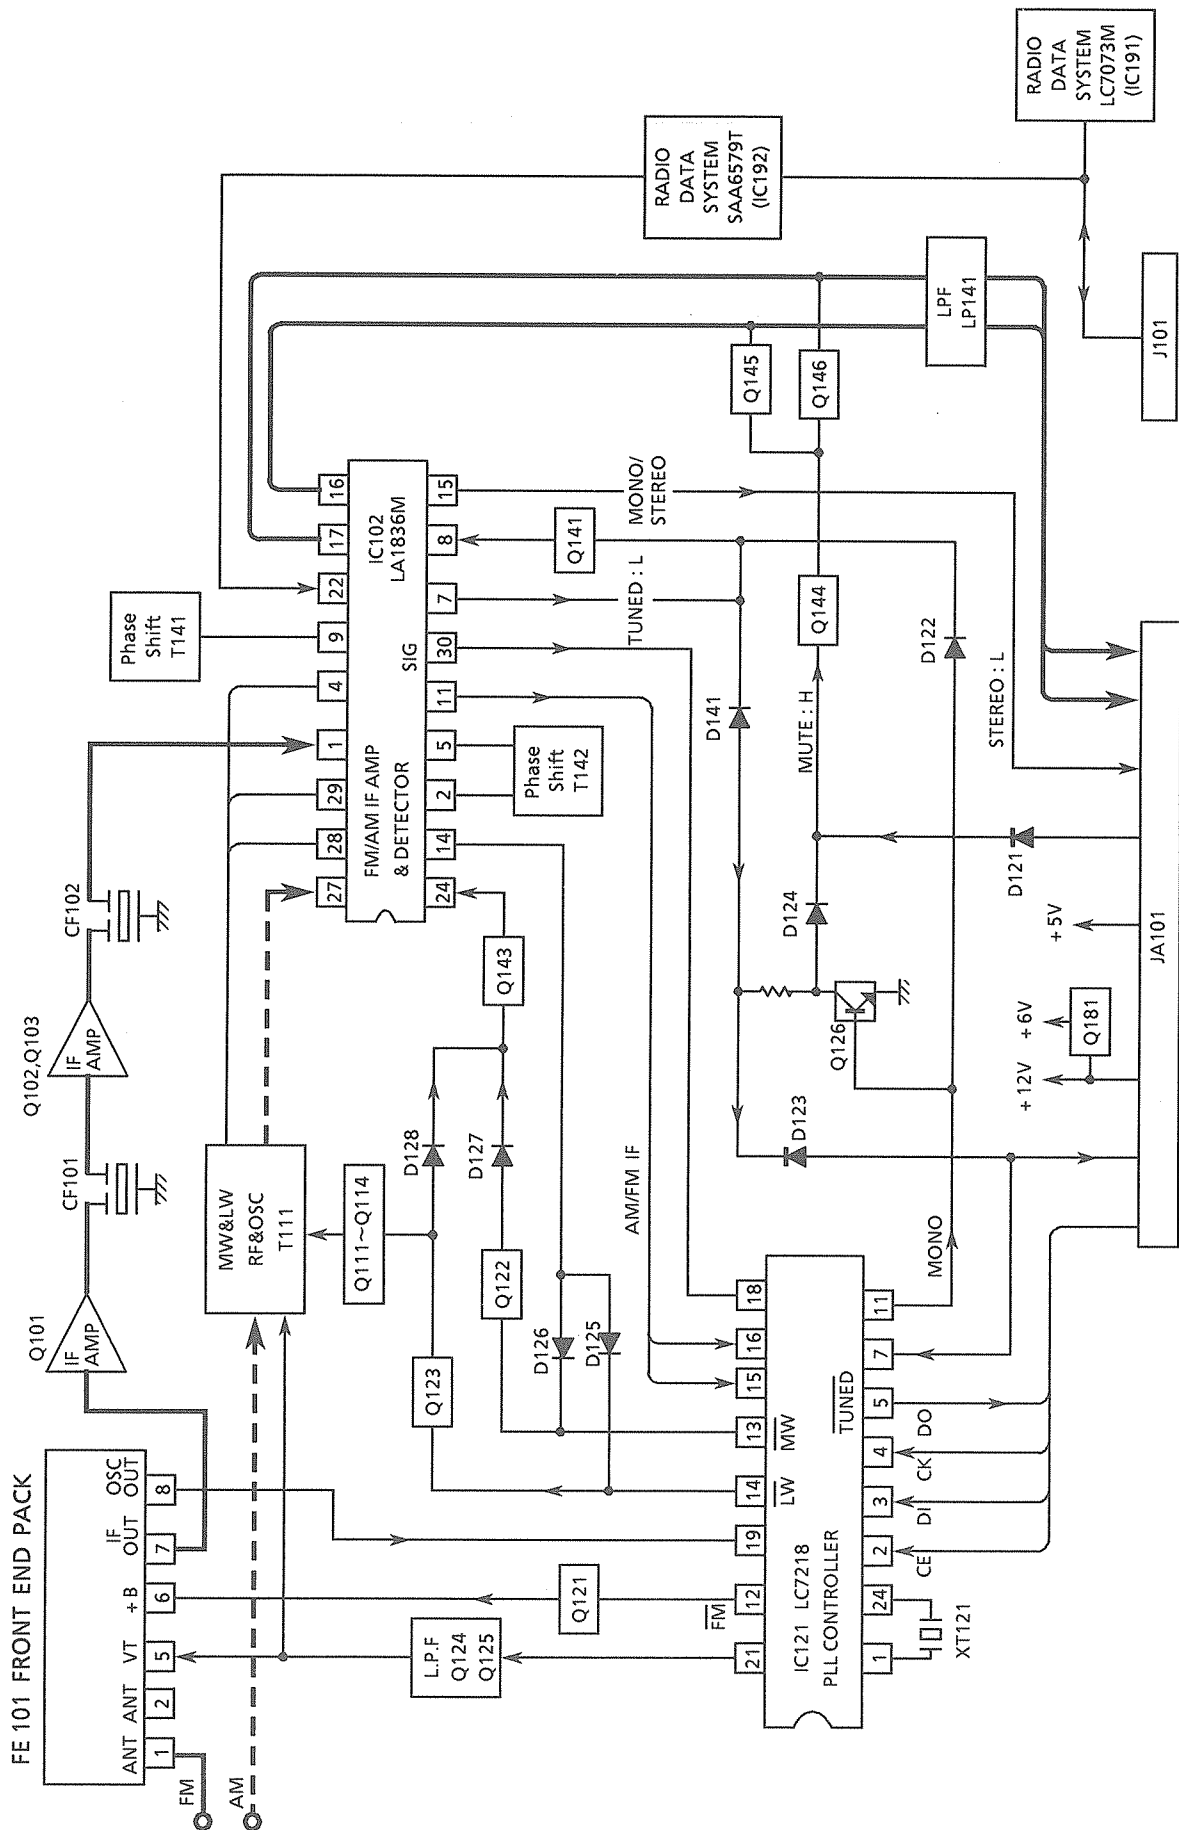 FE101 FRONT END PACK
ANT
ANT
VT
+B
IF
OUT
OSC
OUT
1
2
5
6
7
8
FM
AM
Q101
IF
AMP
CF101
Q102,Q103
IF
AMP
CF102
MW&LW
RF&OSC
T111
Phase
Shift
T141
27
28
29
1
4
9
22
17
16
FM/AM IF AMP
& DETECTOR
SIG
IC102
LA1836M
24
14
2
5
11
30
7
8
15
Phase
Shift
T142
Q111~Q114
D128
D127
Q143
Q123
Q122
D126
D125
L.P.F
Q124
Q125
Q121
AM/FM IF
TUNED : L
MONO/
STEREO
Q141
D141
Q145
Q146
Q144
MUTE : H
D122
D124
Q126
D123
D121
STEREO : L
MONO
RADIO
DATA
SYSTEM
SAA6579T
(IC192)
RADIO
DATA
SYSTEM
LC7073M
(IC191)
LPF
LP141
J101
FM
LW
MW
21
12
19
14
13
15
16
18
IC121 LC7218
PLL CONTROLLER
TUNED
1
24
2
3
4
5
7
11
XT121
CE
DI
CK
DO
+12V
+6V
+5V
Q181
JA101